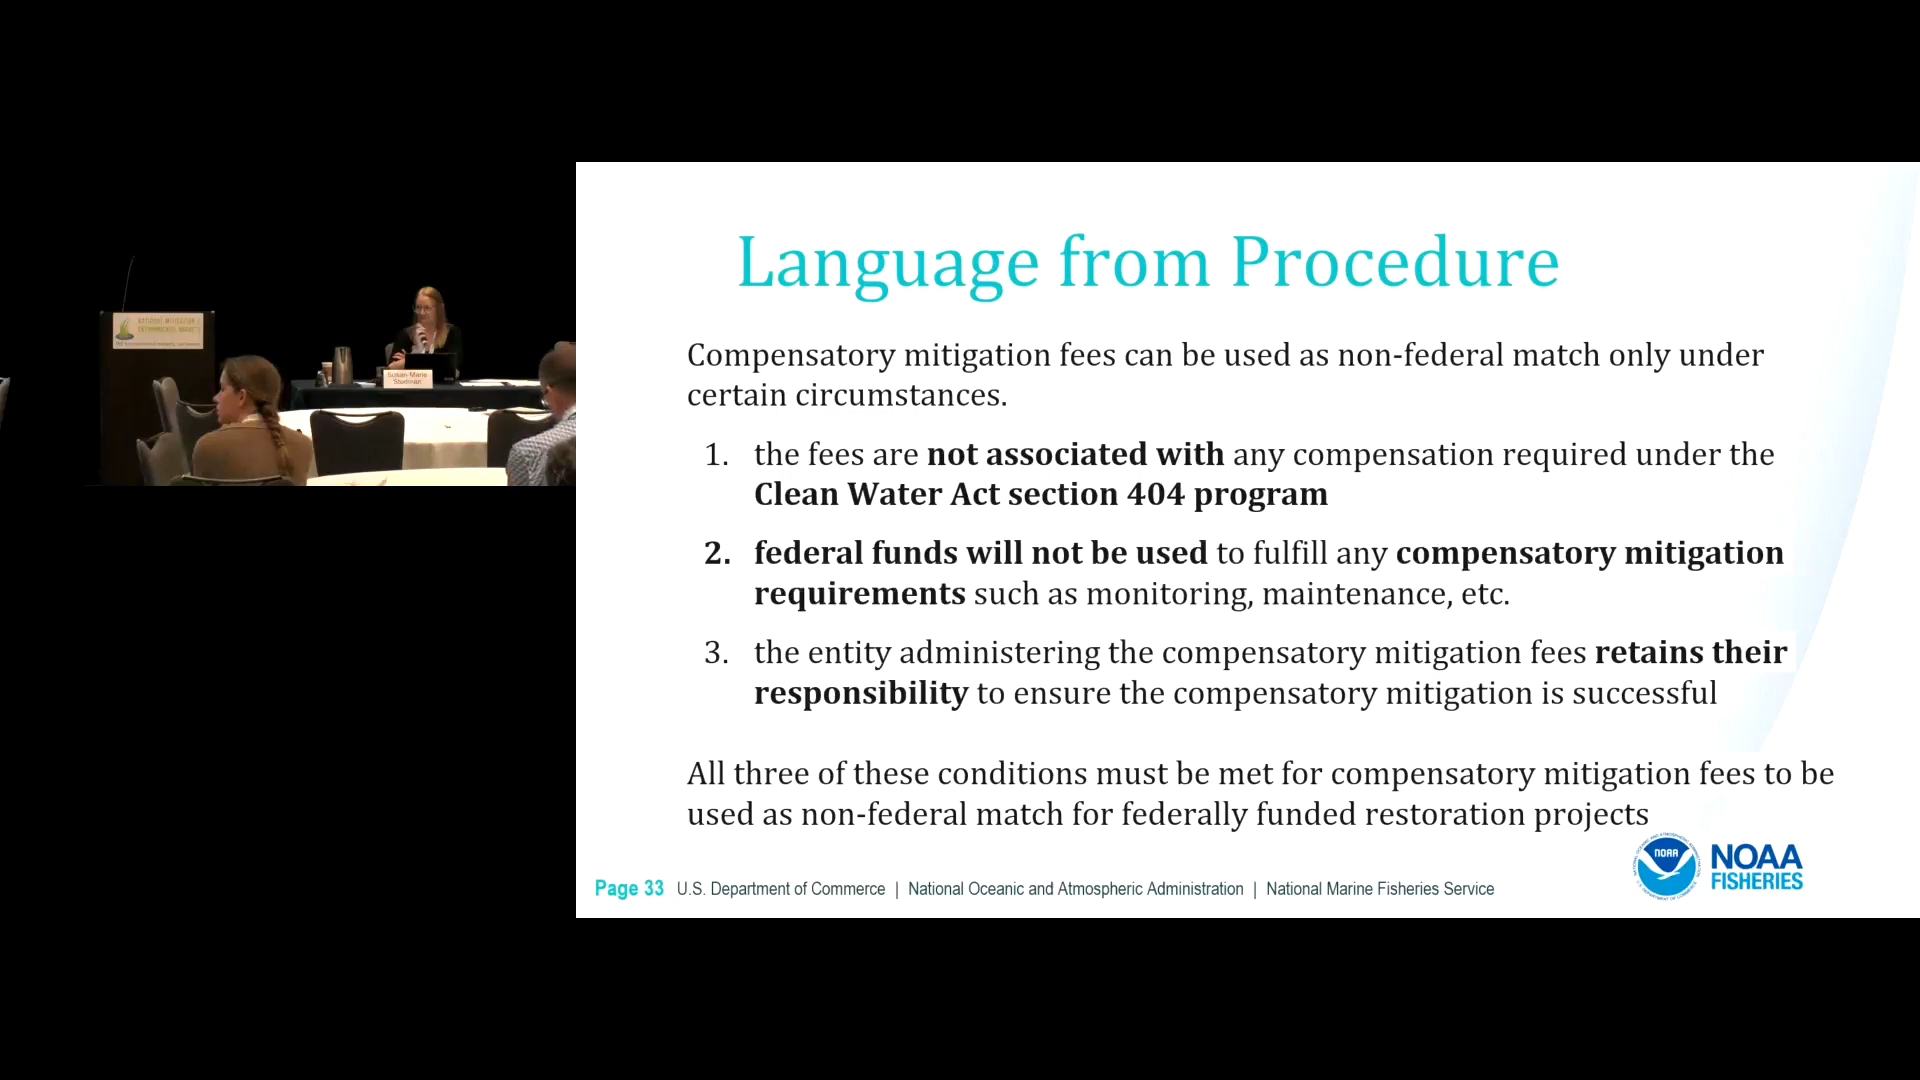 NATIONAL MITIGATION &
Susan-Marie
Stedman
Language from Procedure
Compensatory mitigation fees can be used as non-federal match only under
certain circumstances.
1. the fees are not associated with any compensation required under the
Clean Water Act section 404 program
2. federal funds will not be used to fulfill any compensatory mitigation
requirements such as monitoring, maintenance, etc.
3. the entity administering the compensatory mitigation fees retains their
responsibility to ensure the compensatory mitigation is successful
All three of these conditions must be met for compensatory mitigation fees to be
used as non-federal match for federally funded restoration projects
NOAA
NOAA
FISHERIES
Page 33 U.S. Department of Commerce | National Oceanic and Atmospheric Administration | National Marine Fisheries Service